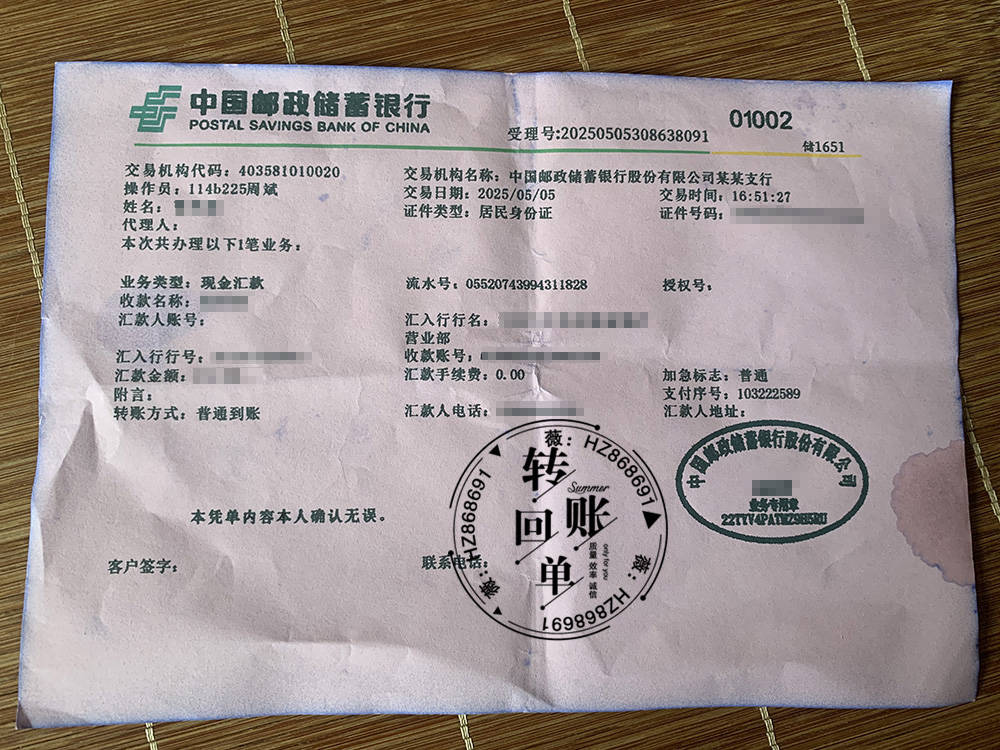 中国邮政储蓄银行
POSTAL SAVINGS BANK OF CHINA
受理号:20250505308638091
01002
储1651
交易机构代码: 403581010020
交易机构名称: 中国邮政储蓄银行股份有限公司某某支行
操作员: 114b225周斌
交易日期: 2025/05/05
交易时间: 16:51:27
姓名:
证件类型: 居民身份证
证件号码:
代理人:
本次共办理以下1笔业务:
业务类型: 现金汇款
流水号: 05520743994311828
授权号:
收款名称:
汇款人账号:
汇入行行名:
营业部
汇入行行号:
收款账号:
汇款金额:
汇款手续费: 0.00
加急标志: 普通
附言:
支付序号: 103222589
转账方式: 普通到账
汇款人电话:
汇款人地址:
中国邮政储蓄银行股份有限公司
业务专用章
本凭单内容本人确认无误。
客户签字:
联系电话:
薇: HZ868691
薇: HZ868691
薇: HZ868691
转账
回单
Summer
only for you
质量 效率 诚信